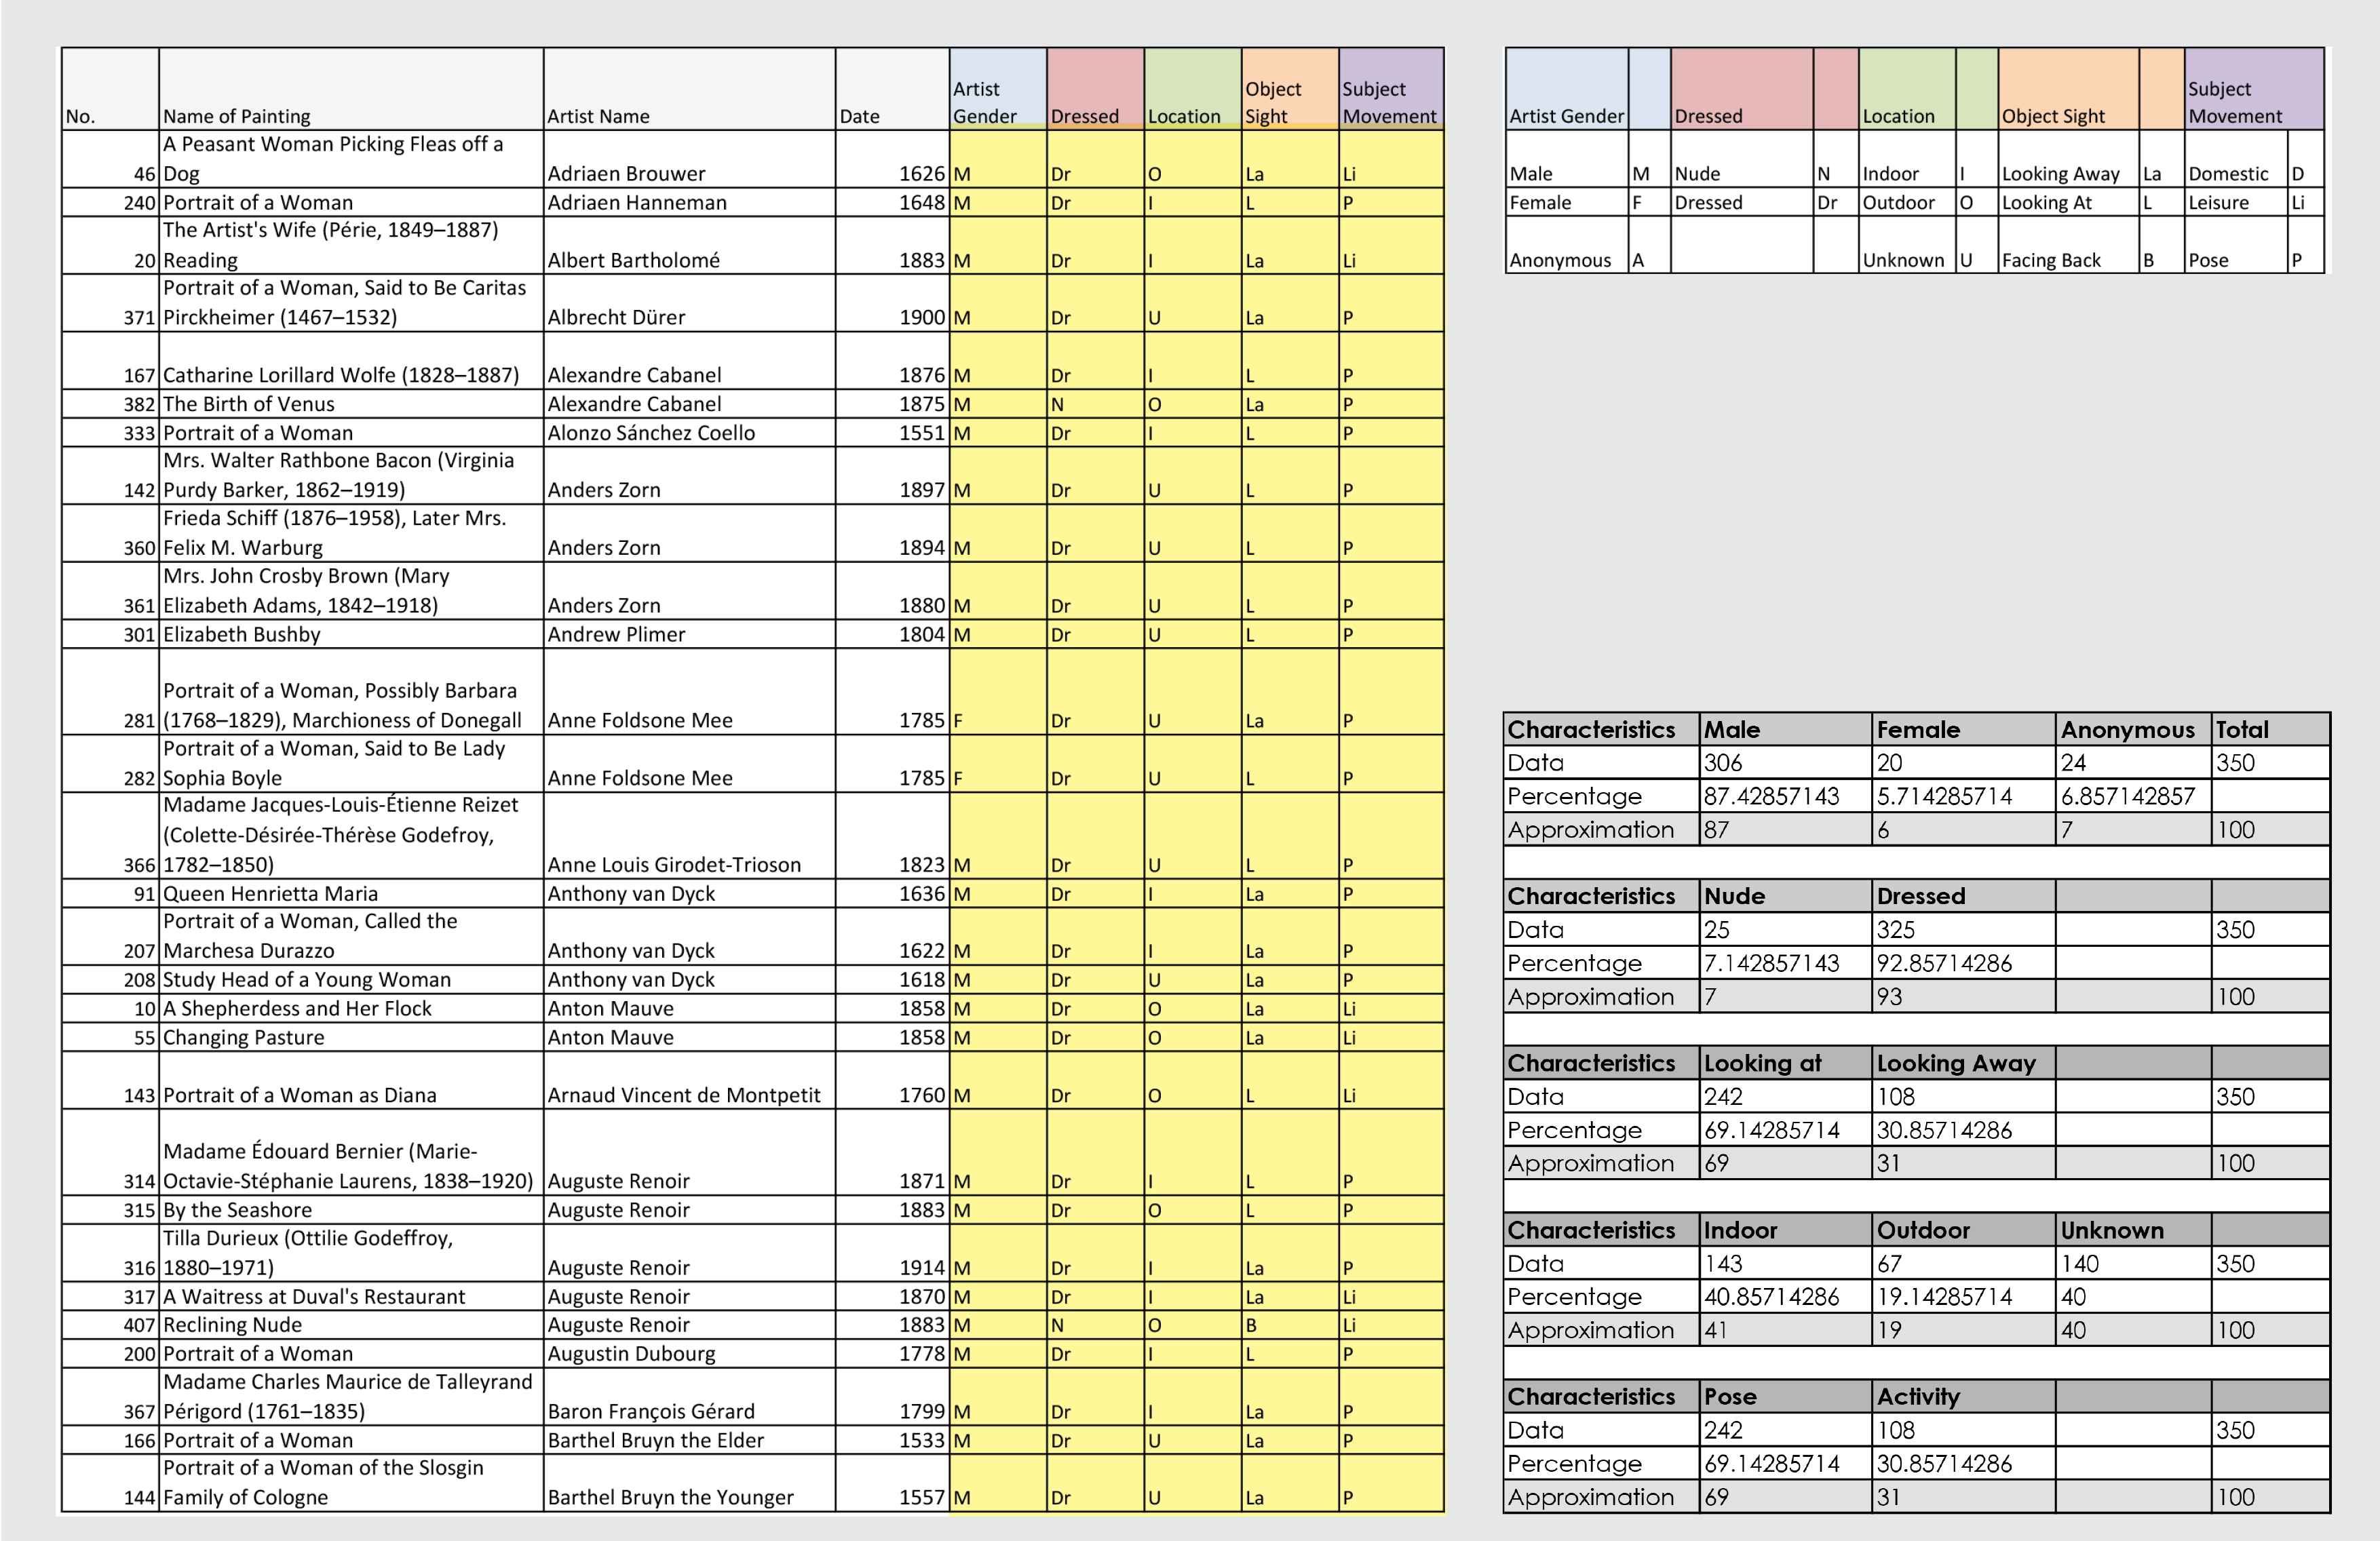 No. Name of Painting Artist Name Date Artist Gender Dressed Location Object Sight Subject Movement
46 A Peasant Woman Picking Fleas off a Dog Adriaen Brouwer 1626 M Dr O La Li
240 Portrait of a Woman Adriaen Hanneman 1648 M Dr I L P
20 The Artist's Wife (Périe, 1849–1887) Reading Albert Bartholomé 1883 M Dr I La Li
371 Portrait of a Woman, Said to Be Caritas Pirckheimer (1467–1532) Albrecht Dürer 1900 M Dr U La P
167 Catharine Lorillard Wolfe (1828–1887) Alexandre Cabanel 1876 M Dr I L P
382 The Birth of Venus Alexandre Cabanel 1875 M N O La P
333 Portrait of a Woman Alonzo Sánchez Coello 1551 M Dr I L P
142 Mrs. Walter Rathbone Bacon (Virginia Purdy Barker, 1862–1919) Anders Zorn 1897 M Dr U L P
360 Frieda Schiff (1876–1958), Later Mrs. Felix M. Warburg Anders Zorn 1894 M Dr U L P
361 Mrs. John Crosby Brown (Mary Elizabeth Adams, 1842–1918) Anders Zorn 1880 M Dr U L P
301 Elizabeth Bushby Andrew Plimer 1804 M Dr U L P
281 Portrait of a Woman, Possibly Barbara (1768–1829), Marchioness of Donegall Anne Foldsone Mee 1785 F Dr U La P
282 Portrait of a Woman, Said to Be Lady Sophia Boyle Anne Foldsone Mee 1785 F Dr U L P
366 Madame Jacques-Louis-Étienne Reizet (Colette-Désirée-Thérèse Godefroy, 1782–1850) Anne Louis Girodet-Trioson 1823 M Dr U L P
91 Queen Henrietta Maria Anthony van Dyck 1636 M Dr I La P
207 Portrait of a Woman, Called the Marchesa Durazzo Anthony van Dyck 1622 M Dr I La P
208 Study Head of a Young Woman Anthony van Dyck 1618 M Dr U La P
10 A Shepherdess and Her Flock Anton Mauve 1858 M Dr O La Li
55 Changing Pasture Anton Mauve 1858 M Dr O La Li
143 Portrait of a Woman as Diana Arnaud Vincent de Montpetit 1760 M Dr O L Li
314 Madame Édouard Bernier (Marie-Octavie-Stéphanie Laurens, 1838–1920) Auguste Renoir 1871 M Dr I L P
315 By the Seashore Auguste Renoir 1883 M Dr O L P
316 Tilla Durieux (Ottilie Godeffroy, 1880–1971) Auguste Renoir 1914 M Dr I La P
317 A Waitress at Duval's Restaurant Auguste Renoir 1870 M Dr I La Li
407 Reclining Nude Auguste Renoir 1883 M N O B Li
200 Portrait of a Woman Augustin Dubourg 1778 M Dr I L P
367 Madame Charles Maurice de Talleyrand Périgord (1761–1835) Baron François Gérard 1799 M Dr I La P
166 Portrait of a Woman Barthel Bruyn the Elder 1533 M Dr U La P
144 Portrait of a Woman of the Slosgin Family of Cologne Barthel Bruyn the Younger 1557 M Dr U La P
Artist Gender Dressed Location Object Sight Subject Movement
Male M Nude N Indoor I Looking Away La Domestic D
Female F Dressed Dr Outdoor O Looking At L Leisure Li
Anonymous A Unknown U Facing Back B Pose P
Characteristics Male Female Anonymous Total
Data 306 20 24 350
Percentage 87.42857143 5.714285714 6.857142857
Approximation 87 6 7 100
Characteristics Nude Dressed
Data 25 325 350
Percentage 7.142857143 92.85714286
Approximation 7 93 100
Characteristics Looking at Looking Away
Data 242 108 350
Percentage 69.14285714 30.85714286
Approximation 69 31 100
Characteristics Indoor Outdoor Unknown
Data 143 67 140 350
Percentage 40.85714286 19.14285714 40
Approximation 41 19 40 100
Characteristics Pose Activity
Data 242 108 350
Percentage 69.14285714 30.85714286
Approximation 69 31 100